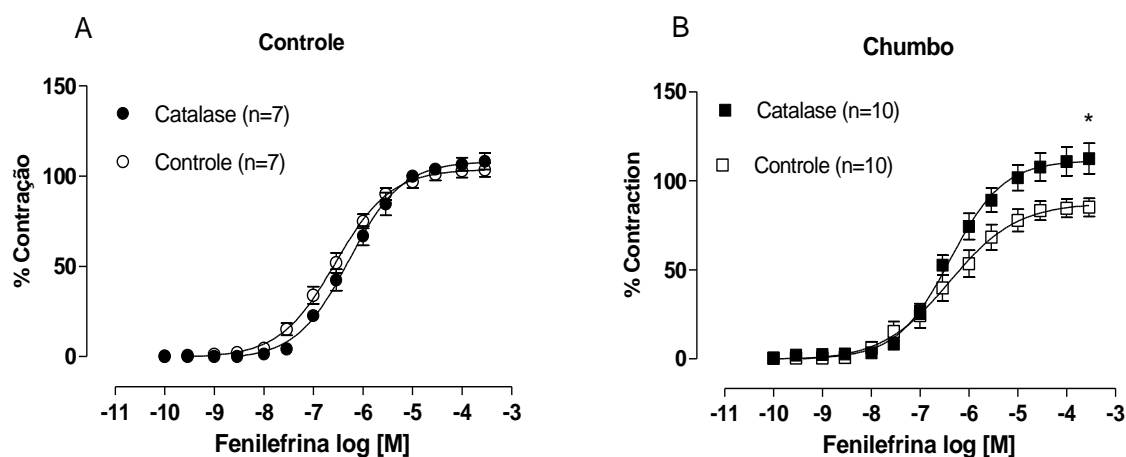 A
Controle
150
100
50
0
% Contração
Catalase (n=7)
Controle (n=7)
-11 -10 -9 -8 -7 -6 -5 -4 -3
Fenilefrina log [M]
B
Chumbo
150
100
50
0
% Contraction
Catalase (n=10)
Controle (n=10)
*
-11 -10 -9 -8 -7 -6 -5 -4 -3
Fenilefrina log [M]